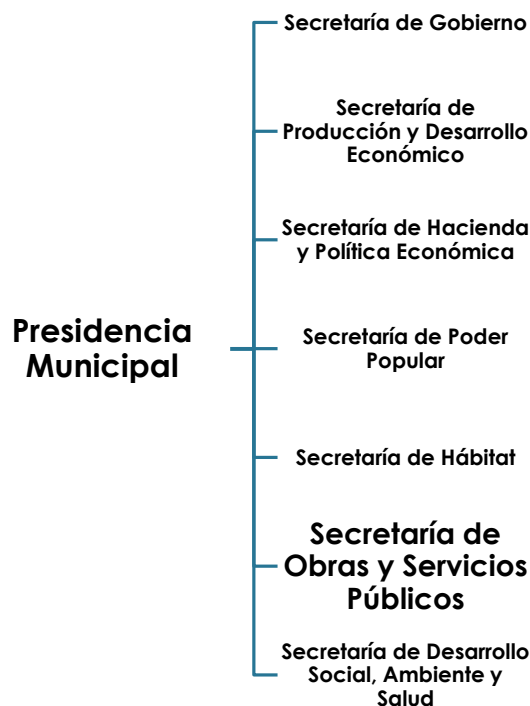 Secretaría de Gobierno
Secretaría de
Producción y Desarrollo
Económico
Secretaría de Hacienda
y Política Económica
Presidencia
Municipal
Secretaría de Poder
Popular
Secretaría de Hábitat
Secretaría de
Obras y Servicios
Públicos
Secretaría de Desarrollo
Social, Ambiente y
Salud